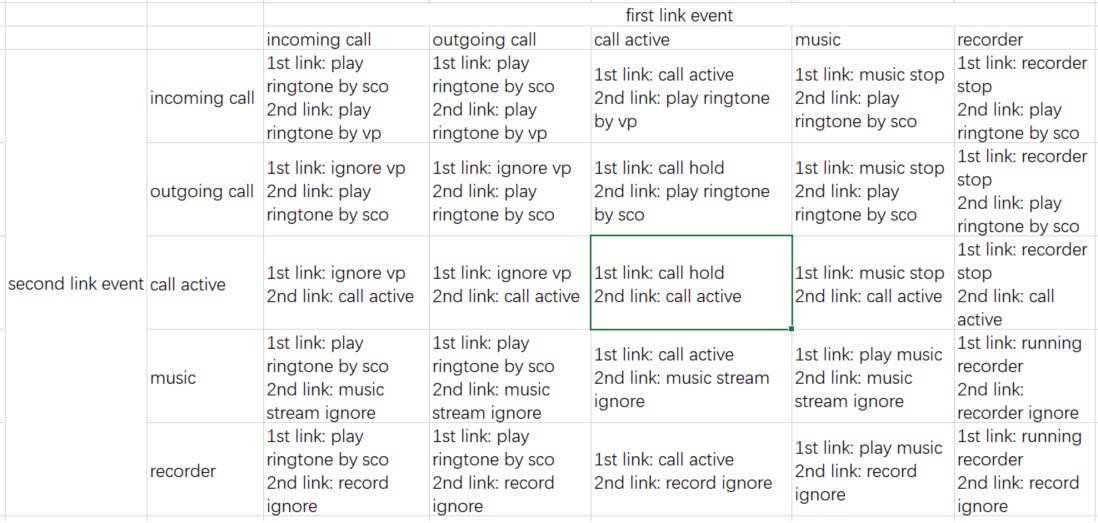 first link event
incoming call
outgoing call
call active
music
recorder
second link event
incoming call
1st link: play
ringtone by sco
2nd link: play
ringtone by vp
1st link: play
ringtone by sco
2nd link: play
ringtone by vp
1st link: call active
2nd link: play ringtone
by vp
1st link: music stop
2nd link: play
ringtone by sco
1st link: recorder
stop
2nd link: play
ringtone by sco
outgoing call
1st link: ignore vp
2nd link: play
ringtone by sco
1st link: ignore vp
2nd link: play
ringtone by sco
1st link: call hold
2nd link: play ringtone
by sco
1st link: music stop
2nd link: play
ringtone by sco
1st link: recorder
stop
2nd link: play
ringtone by sco
call active
1st link: ignore vp
2nd link: call active
1st link: ignore vp
2nd link: call active
1st link: call hold
2nd link: call active
1st link: music stop
2nd link: call active
1st link: recorder
stop
2nd link: call
active
music
1st link: play
ringtone by sco
2nd link: music
stream ignore
1st link: play
ringtone by sco
2nd link: music
stream ignore
1st link: call active
2nd link: music stream
ignore
1st link: play music
2nd link: music
stream ignore
1st link: running
recorder
2nd link:
recorder ignore
recorder
1st link: play
ringtone by sco
2nd link: record
ignore
1st link: play
ringtone by sco
2nd link: record
ignore
1st link: call active
2nd link: record ignore
1st link: play music
2nd link: record
ignore
1st link: running
recorder
2nd link: record
ignore